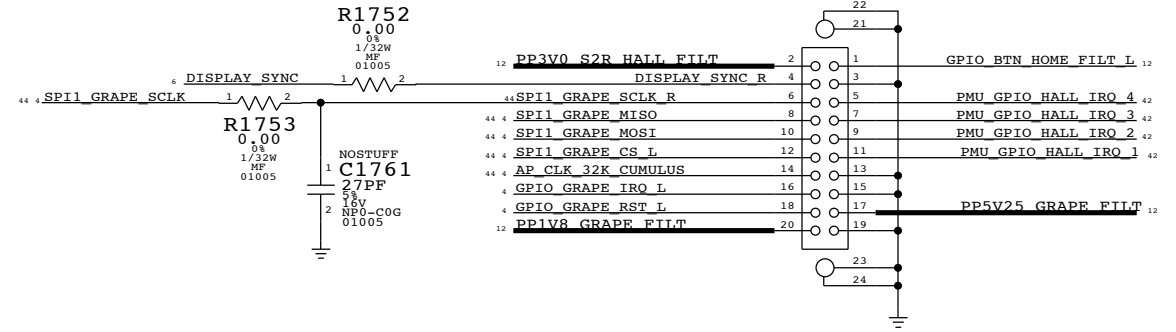 R1752
0.00
0%
1/32W
MF
01005
22
21
12 PP3V0_S2R_HALL_FILT 2 1 GPIO_BTN_HOME_FILT_L 12
6 DISPLAY_SYNC 1 2 DISPLAY_SYNC_R 4 3
44 4 SPI1_GRAPE_SCLK 1 2 44 SPI1_GRAPE_SCLK_R 6 5 PMU_GPIO_HALL_IRQ_4 42
R1753
0.00
0%
1/32W
MF
01005
44 4 SPI1_GRAPE_MISO 8 7 PMU_GPIO_HALL_IRQ_3 42
44 4 SPI1_GRAPE_MOSI 10 9 PMU_GPIO_HALL_IRQ_2 42
44 4 SPI1_GRAPE_CS_L 12 11 PMU_GPIO_HALL_IRQ_1 42
44 4 AP_CLK_32K_CUMULUS 14 13
4 GPIO_GRAPE_IRQ_L 16 15
4 GPIO_GRAPE_RST_L 18 17 PP5V25_GRAPE_FILT 12
12 PP1V8_GRAPE_FILT 20 19
NOSTUFF
1 C1761
27PF
5%
16V
2 NP0-C0G
01005
23
24